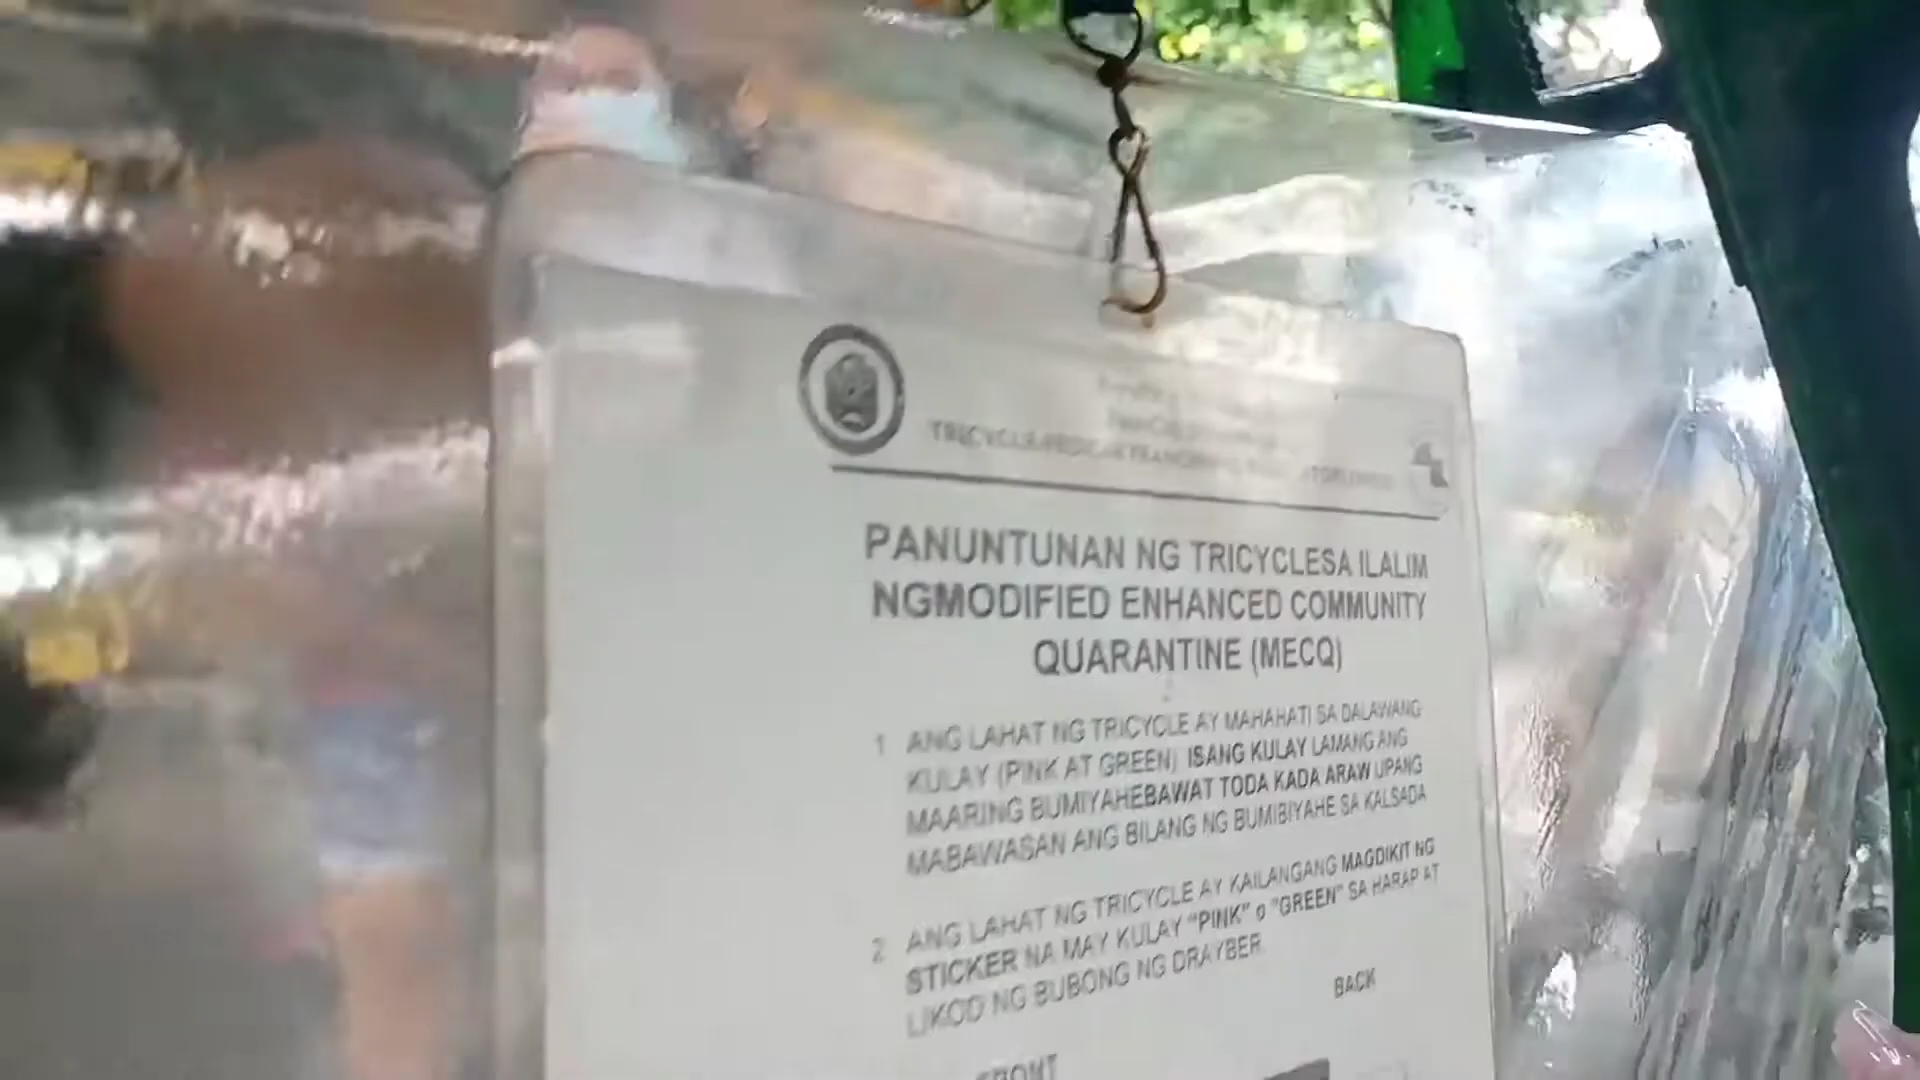 PANUNTUNAN NG TRICYCLESA ILALIM
NGMODIFIED ENHANCED COMMUNITY
QUARANTINE (MECQ)
1 ANG LAHAT NG TRICYCLE AY MAHAHATI SA DALAWANG
KULAY (PINK AT GREEN) ISANG KULAY LAMANG ANG
MAARING BUMIYAHEBAWAT TODA KADA ARAW UPANG
MABAWASAN ANG BILANG NG BUMIBIYAHE SA KALSADA
2 ANG LAHAT NG TRICYCLE AY KAILANGANG MAGDIKIT NG
STICKER NA MAY KULAY "PINK" o "GREEN" SA HARAP AT
LIKOD NG BUBONG NG DRAYBER
BACK
FRONT